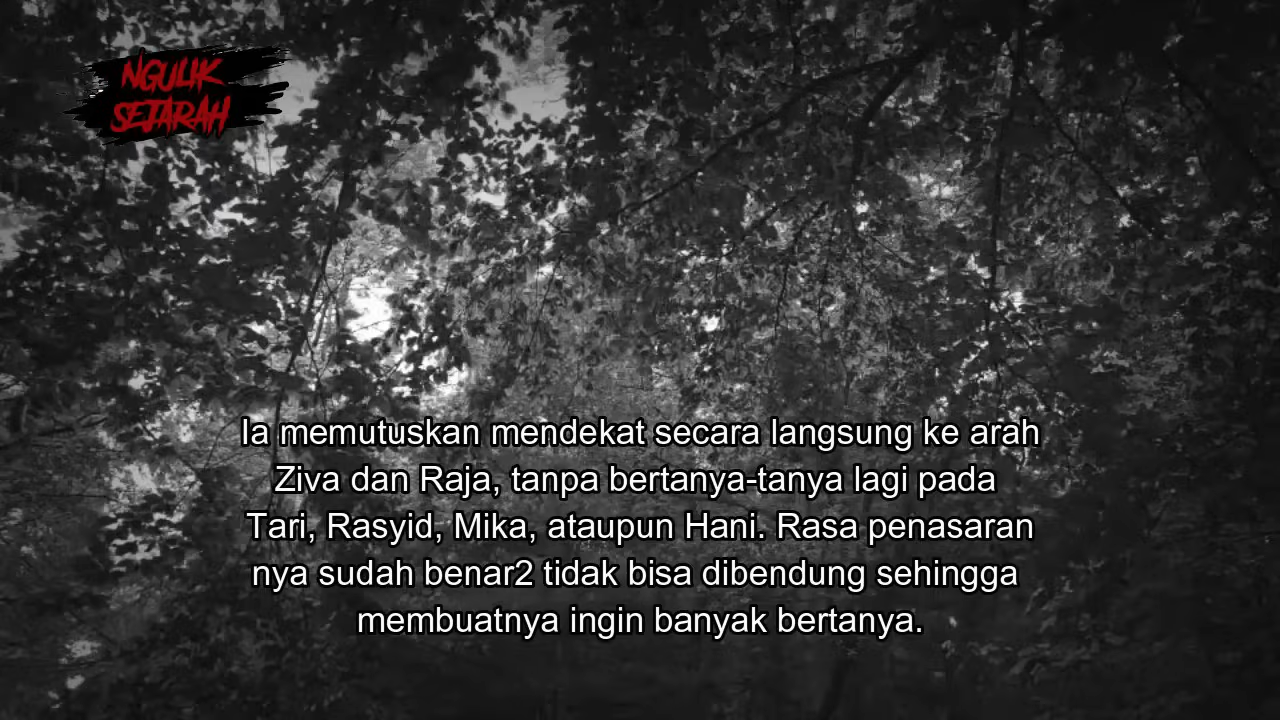 NGULIK
SEJARAH
Ia memutuskan mendekat secara langsung ke arah
Ziva dan Raja, tanpa bertanya-tanya lagi pada
Tari, Rasyid, Mika, ataupun Hani. Rasa penasaran
nya sudah benar2 tidak bisa dibendung sehingga
membuatnya ingin banyak bertanya.